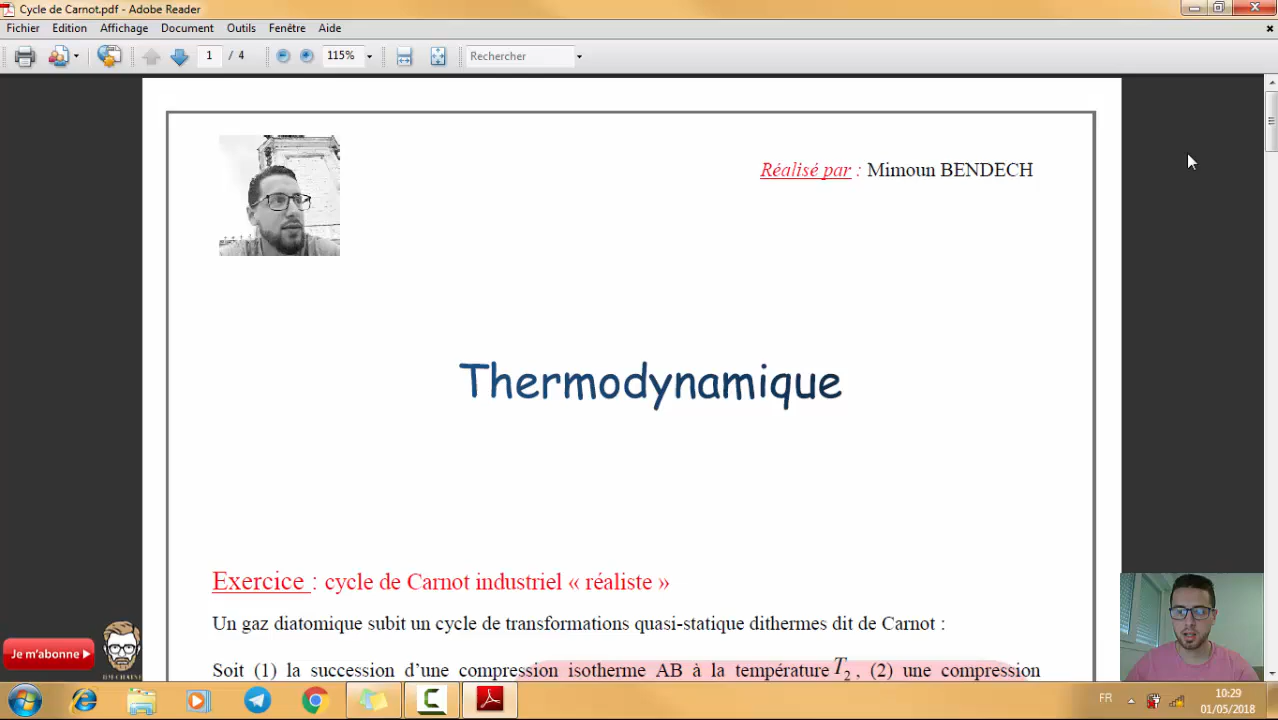 Cycle de Carnot.pdf - Adobe Reader
Fichier Edition Affichage Document Outils Fenêtre Aide
1 / 4 115% Rechercher
Réalisé par : Mimoun BENDECH
Thermodynamique
Exercice : cycle de Carnot industriel « réaliste »
Un gaz diatomique subit un cycle de transformations quasi-statique dithermes dit de Carnot :
Soit (1) la succession d’une compression isotherme AB à la température T2, (2) une compression
Je m'abonne
FR
10:29
01/05/2018